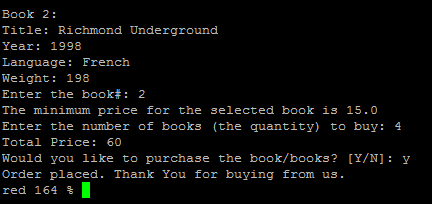 Book 2:
Title: Richmond Underground
Year: 1998
Language: French
Weight: 198
Enter the book#: 2
The minimum price for the selected book is 15.0
Enter the number of books (the quantity) to buy: 4
Total Price: 60
Would you like to purchase the book/books? [Y/N]: y
Order placed. Thank You for buying from us.
red 164 %